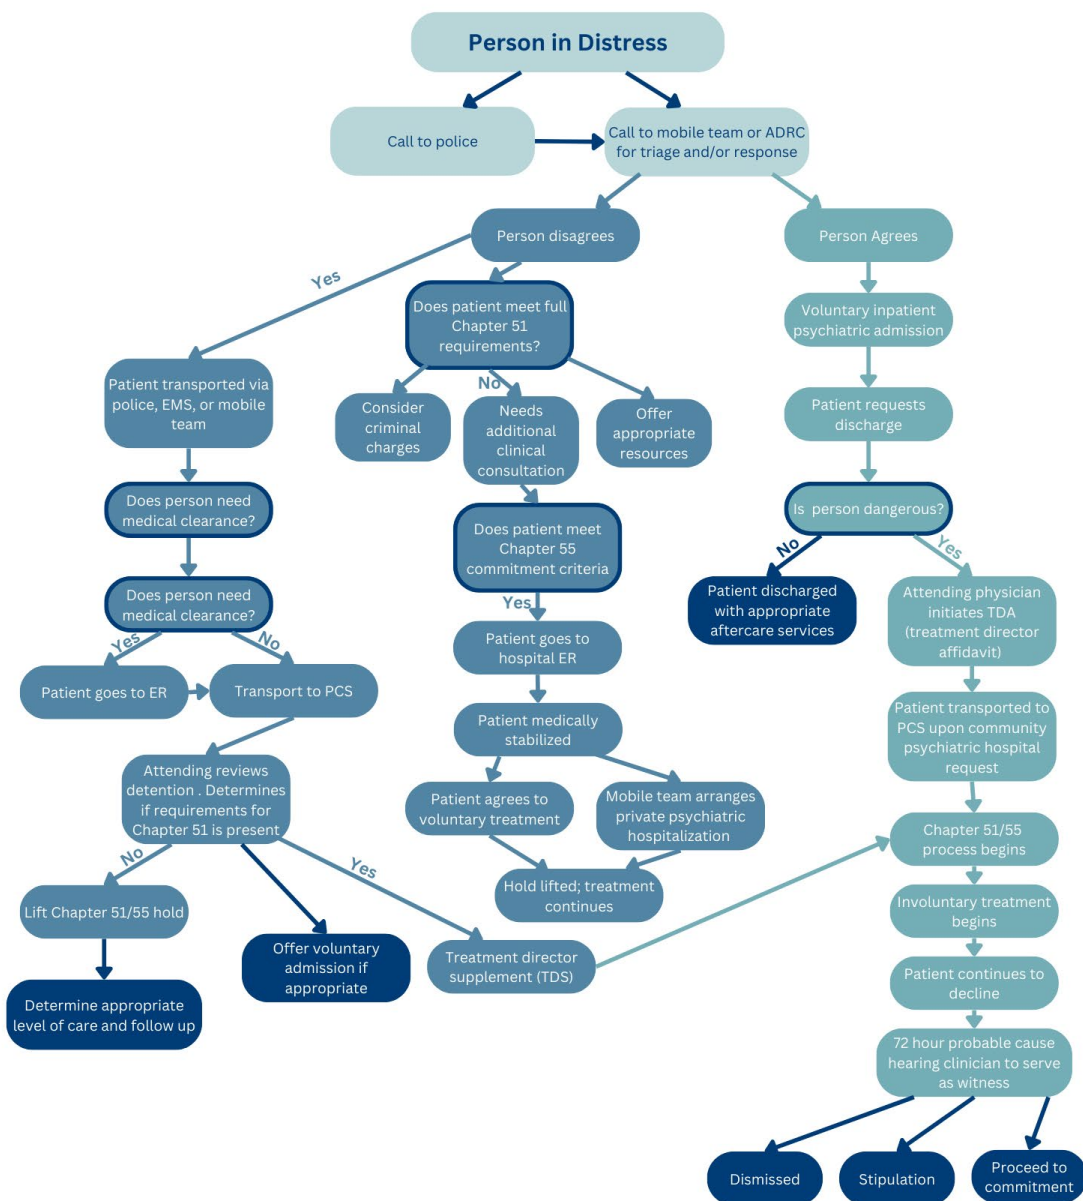 Person in Distress
Call to police
Call to mobile team or ADRC
for triage and/or response
Person disagrees
Person Agrees
Yes
Does patient meet full
Chapter 51
requirements?
Voluntary inpatient
psychiatric admission
Patient transported via
police, EMS, or mobile
team
No
Consider
criminal
charges
Needs
additional
clinical
consultation
Offer
appropriate
resources
Patient requests
discharge
Does person need
medical clearance?
Is person dangerous?
Does patient meet
Chapter 55
commitment criteria
No
Yes
Does person need
medical clearance?
Yes
Patient discharged
with appropriate
aftercare services
Attending physician
initiates TDA
(treatment director
affidavit)
Yes
No
Patient goes to
hospital ER
Patient goes to ER
Transport to PCS
Patient medically
stabilized
Patient transported to
PCS upon community
psychiatric hospital
request
Attending reviews
detention . Determines
if requirements for
Chapter 51 is present
Patient agrees to
voluntary treatment
Mobile team arranges
private psychiatric
hospitalization
Chapter 51/55
process begins
No
Yes
Hold lifted; treatment
continues
Lift Chapter 51/55 hold
Involuntary treatment
begins
Offer voluntary
admission if
appropriate
Treatment director
supplement (TDS)
Patient continues to
decline
Determine appropriate
level of care and follow up
72 hour probable cause
hearing clinician to serve
as witness
Dismissed
Stipulation
Proceed to
commitment